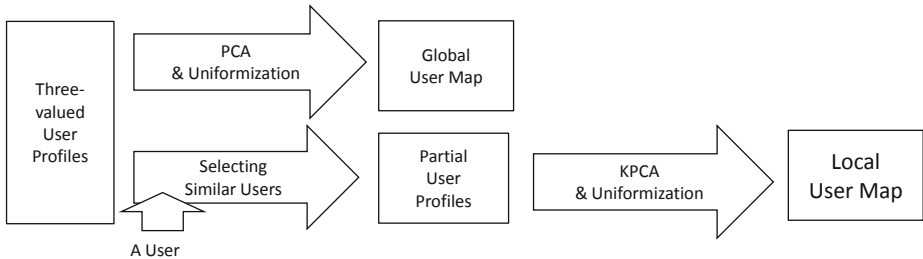 Three-
valued
User
Profiles
PCA
& Uniformization
Global
User Map
Selecting
Similar Users
A User
Partial
User
Profiles
KPCA
& Uniformization
Local
User Map